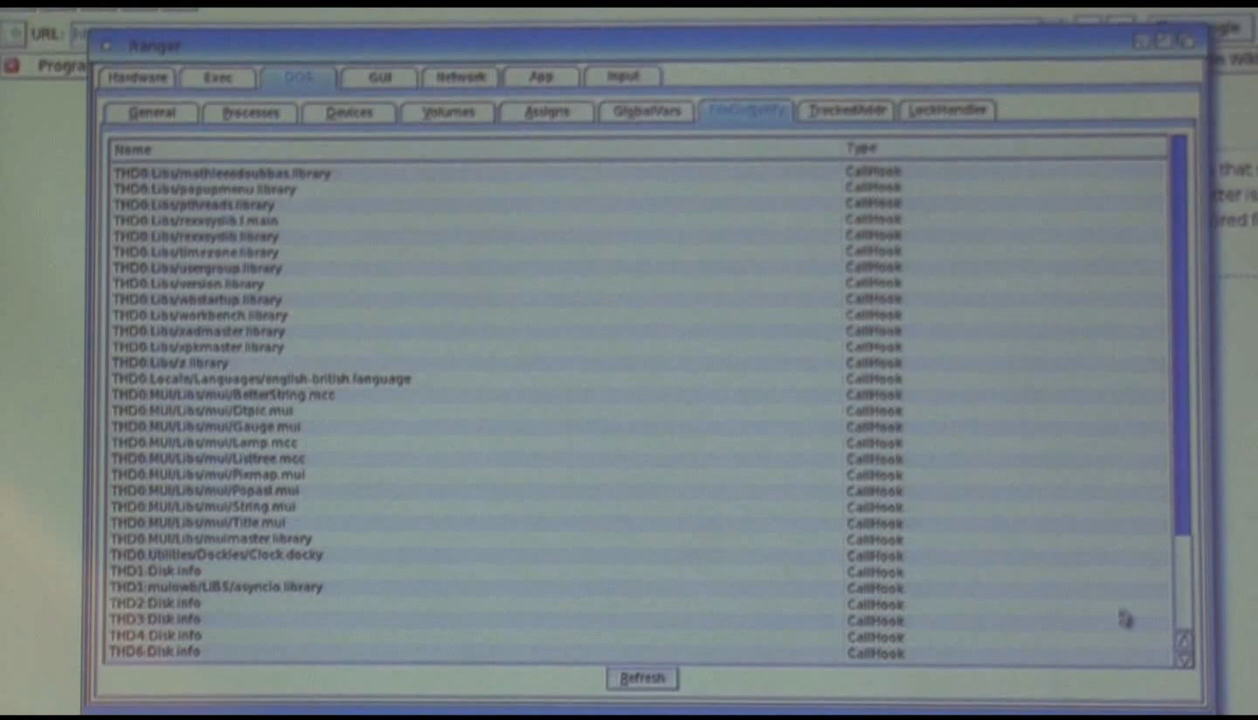 URL:
Ranger
Progra
Hardware Exec DOS GUI Network App Input
General Processes Devices Volumes Assigns GlobalVars FileOnNotify TrackedAddr LockHandler
Name Type
THD0:Libs/mathieeedoubbas.library CallHook
THD0:Libs/popupmenu.library CallHook
THD0:Libs/pthreads.library CallHook
THD0:Libs/rexxsyslib.l.main CallHook
THD0:Libs/rexxsyslib.library CallHook
THD0:Libs/timezone.library CallHook
THD0:Libs/usergroup.library CallHook
THD0:Libs/version.library CallHook
THD0:Libs/wbstartup.library CallHook
THD0:Libs/workbench.library CallHook
THD0:Libs/xadmaster.library CallHook
THD0:Libs/xpkmaster.library CallHook
THD0:Libs/z.library CallHook
THD0:Locale/Languages/english-british.language CallHook
THD0:MUI/Libs/mui/BetterString.mcc CallHook
THD0:MUI/Libs/mui/Dtpic.mui CallHook
THD0:MUI/Libs/mui/Gauge.mui CallHook
THD0:MUI/Libs/mui/Lamp.mcc CallHook
THD0:MUI/Libs/mui/Listtree.mcc CallHook
THD0:MUI/Libs/mui/Pixmap.mui CallHook
THD0:MUI/Libs/mui/Popasl.mui CallHook
THD0:MUI/Libs/mui/String.mui CallHook
THD0:MUI/Libs/mui/Title.mui CallHook
THD0:MUI/Libs/muimaster.library CallHook
THD0:Utilities/Dockies/Clock.docky CallHook
THD1:Disk.info CallHook
THD1:muiowb/LIBS/asyncio.library CallHook
THD2:Disk.info CallHook
THD3:Disk.info CallHook
THD4:Disk.info CallHook
THD6:Disk.info CallHook
Refresh
that